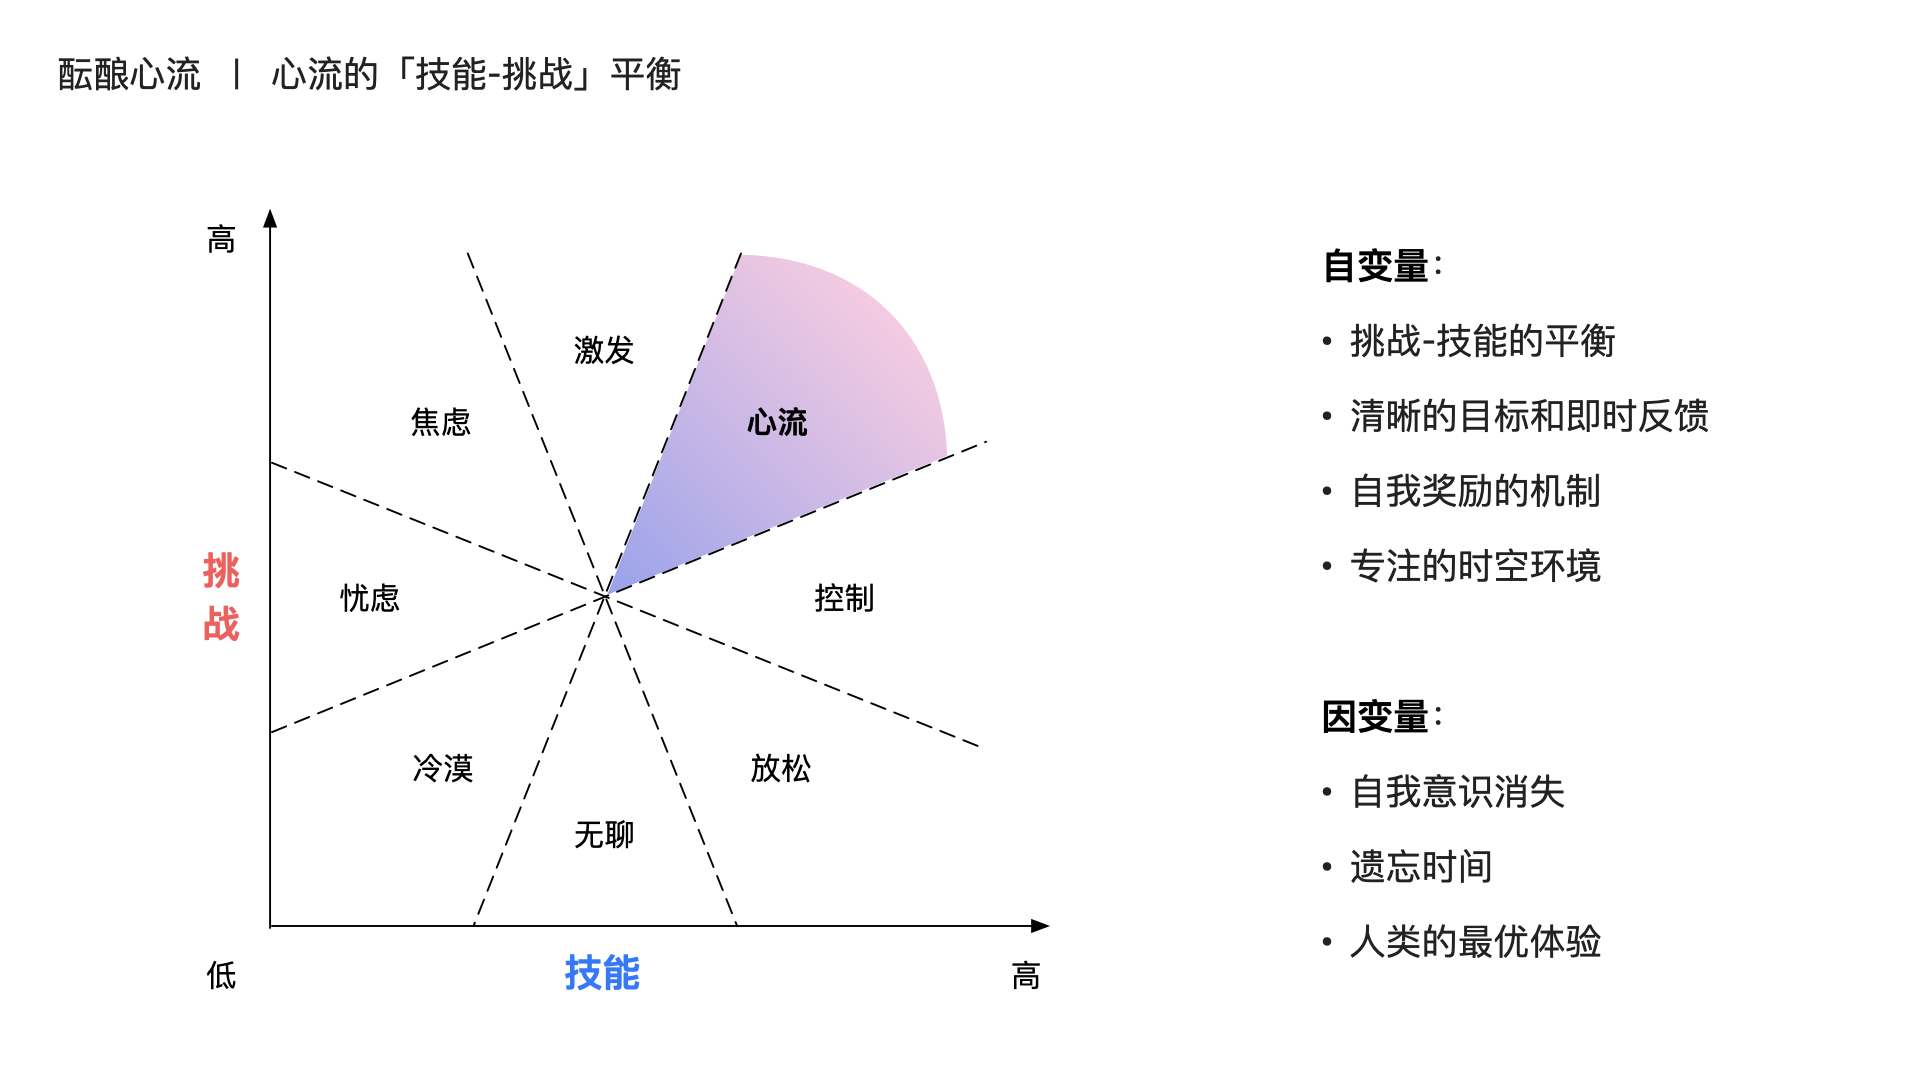 酝酿心流 | 心流的「技能-挑战」平衡
高
激发
焦虑
心流
挑
战
忧虑
控制
冷漠
放松
无聊
低
技能
高
自变量：
• 挑战-技能的平衡
• 清晰的目标和即时反馈
• 自我奖励的机制
• 专注的时空环境
因变量：
• 自我意识消失
• 遗忘时间
• 人类的最优体验